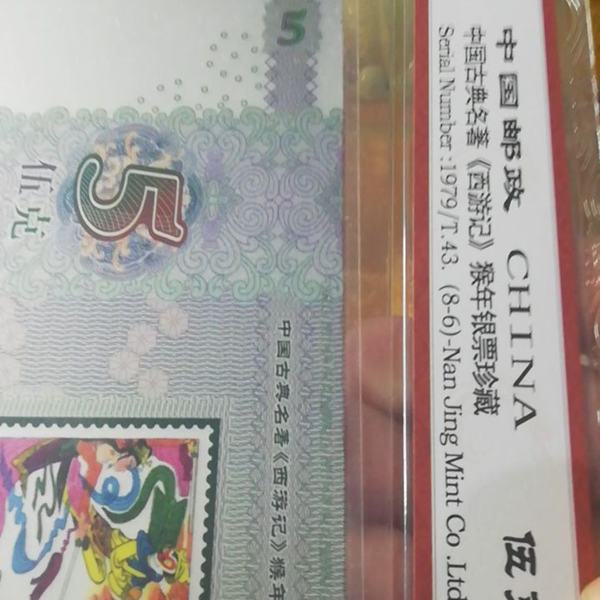 中国邮政 CHINA 伍
中国古典名著《西游记》猴年银票珍藏
Serial Number :1979/T.43. (8-6)-Nan Jing Mint Co .Ltd
5
5
伍克
中国古典名著《西游记》猴年